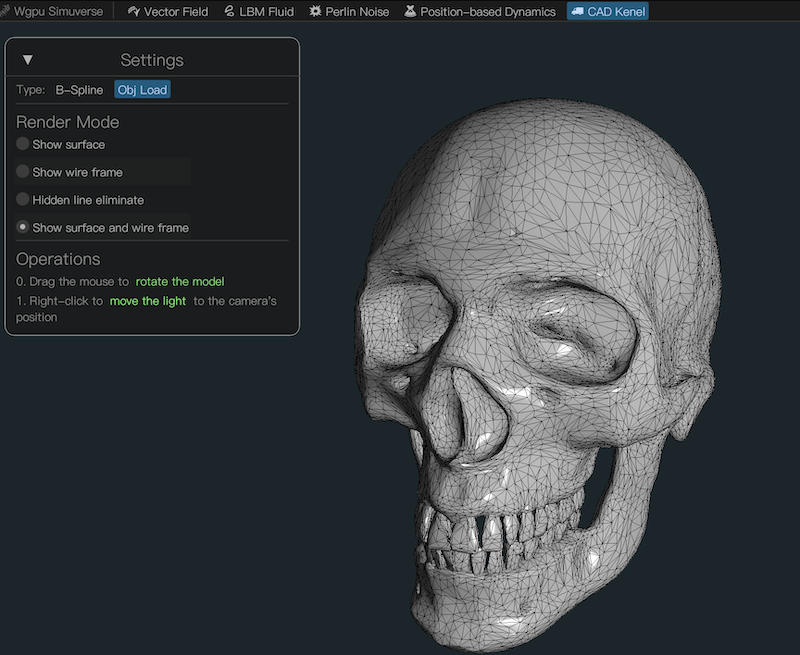 Wgpu Simuverse
Vector Field
LBM Fluid
Perlin Noise
Position-based Dynamics
CAD Kenel
Settings
Type: B-Spline Obj Load
Render Mode
Show surface
Show wire frame
Hidden line eliminate
Show surface and wire frame
Operations
0. Drag the mouse to rotate the model
1. Right-click to move the light to the camera's
position